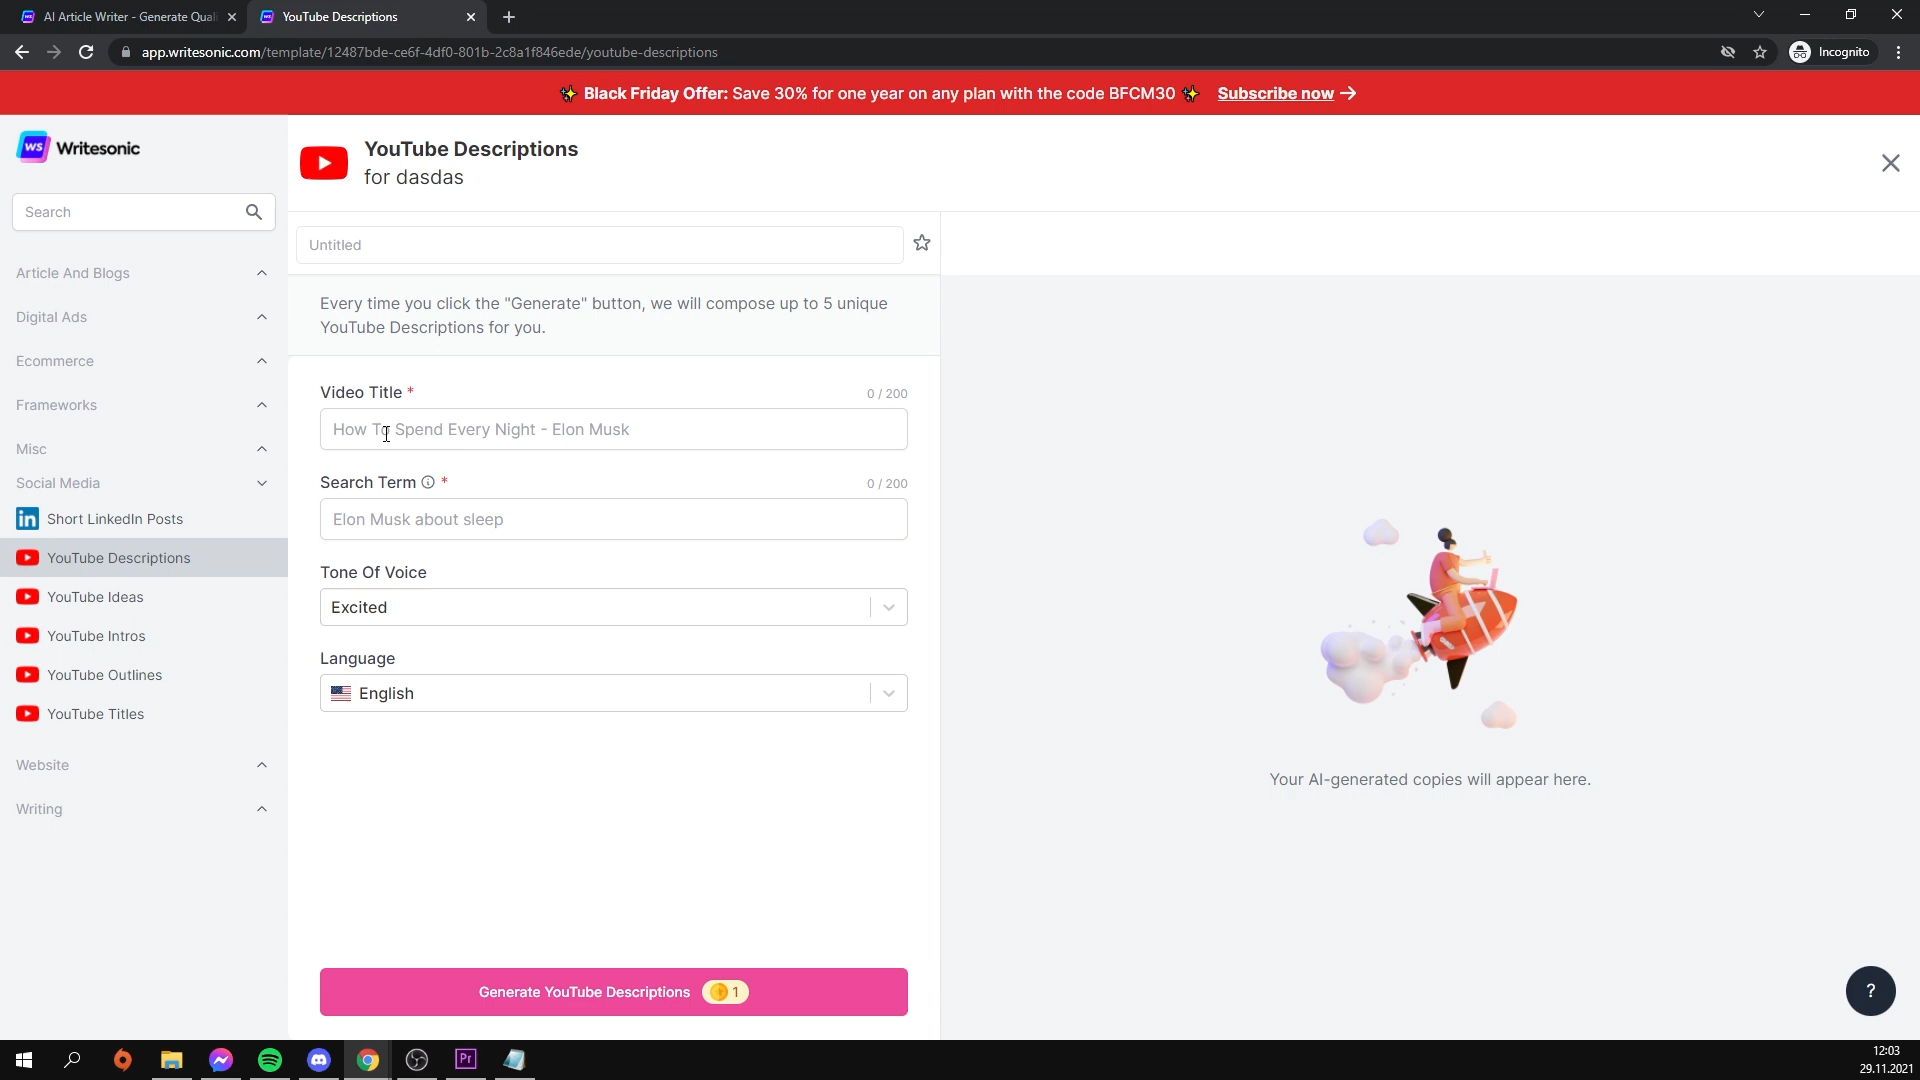 AI Article Writer - Generate Quali
YouTube Descriptions
app.writesonic.com/template/12487bde-ce6f-4df0-801b-2c8a1f846ede/youtube-descriptions
Incognito
✨ Black Friday Offer: Save 30% for one year on any plan with the code BFCM30 ✨ Subscribe now →
WS
Writesonic
Search
Article And Blogs
Digital Ads
Ecommerce
Frameworks
Misc
Social Media
in Short LinkedIn Posts
YouTube Descriptions
YouTube Ideas
YouTube Intros
YouTube Outlines
YouTube Titles
Website
Writing
YouTube Descriptions
for dasdas
Untitled
Every time you click the "Generate" button, we will compose up to 5 unique
YouTube Descriptions for you.
Video Title * 0 / 200
How To Spend Every Night - Elon Musk
Search Term * 0 / 200
Elon Musk about sleep
Tone Of Voice
Excited
Language
English
Generate YouTube Descriptions 1
Your AI-generated copies will appear here.
?
Pr
12:03
29.11.2021